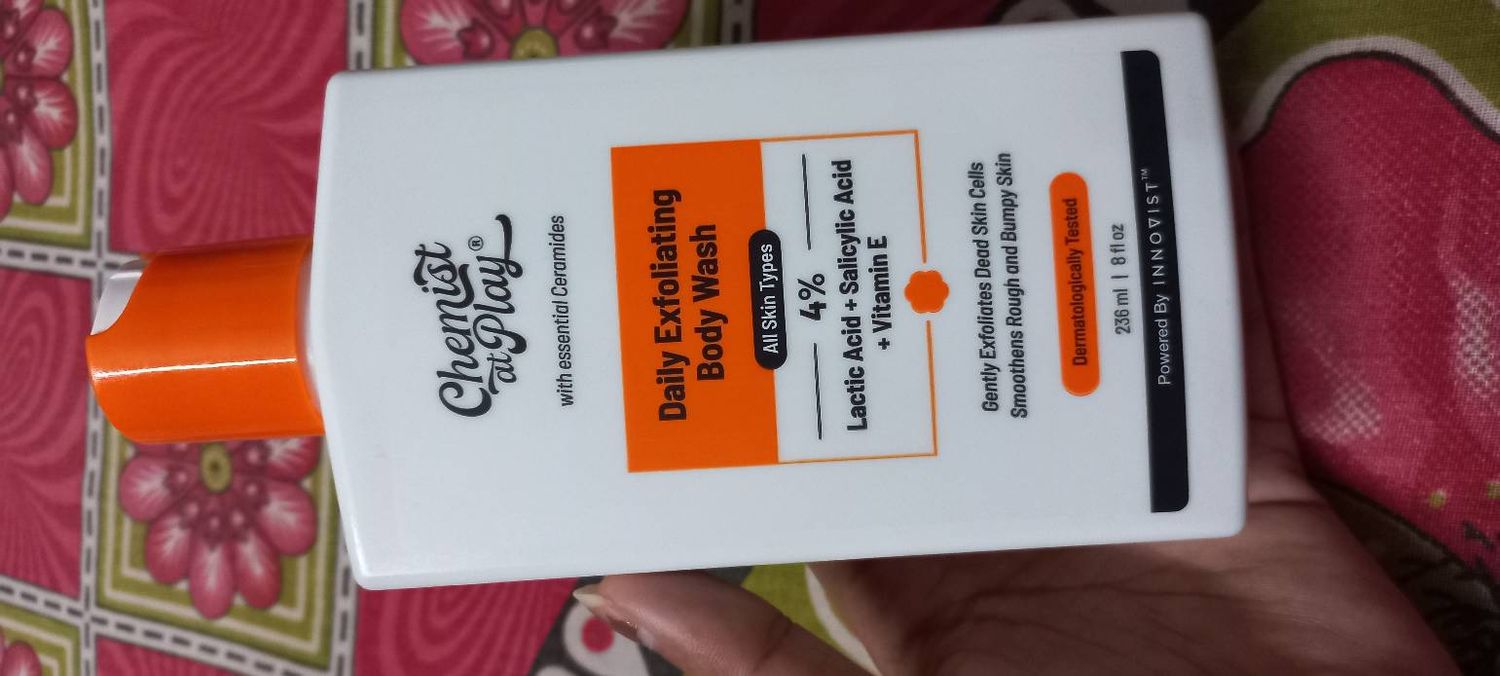 Chemist
at Play®
with essential Ceramides
Daily Exfoliating
Body Wash
All Skin Types
4%
Lactic Acid + Salicylic Acid
+ Vitamin E
Gently Exfoliates Dead Skin Cells
Smoothens Rough and Bumpy Skin
Dermatologically Tested
236 ml | 8 fl oz
Powered By INNOVIST™